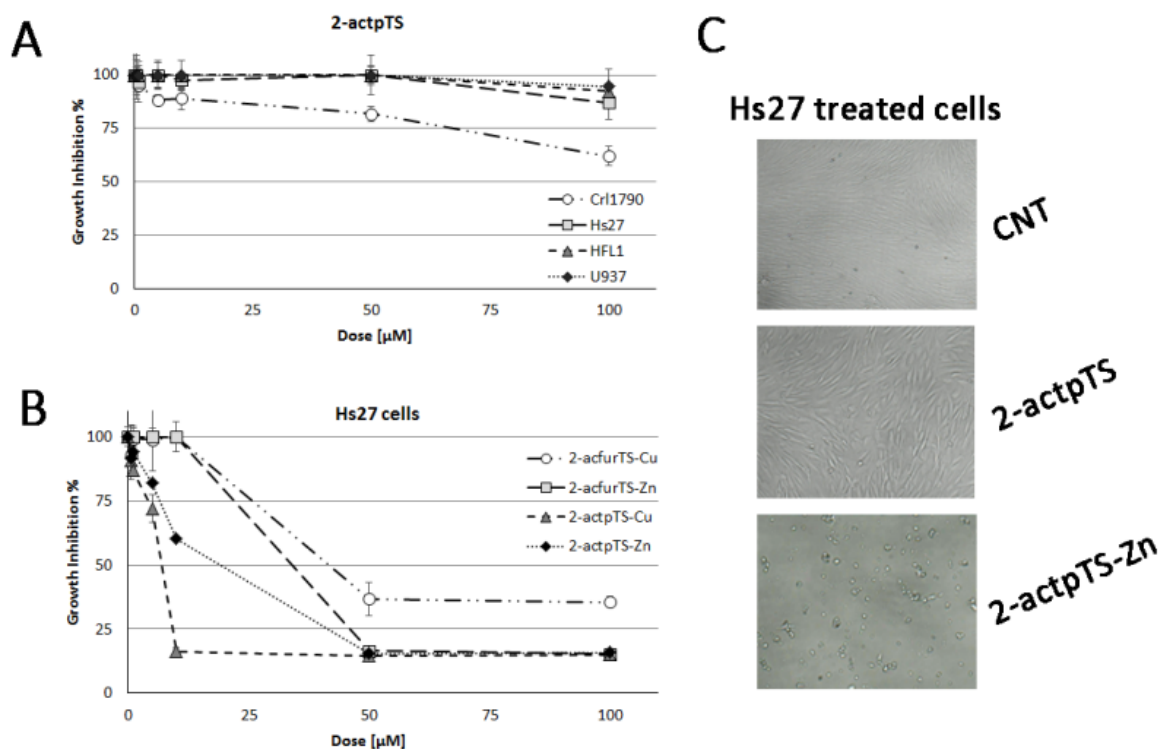 A
2-actpTS
Growth Inhibition %
100
75
50
25
0
Crl1790
Hs27
HFL1
U937
0 25 50 75 100
Dose [µM]
B
Hs27 cells
Growth Inhibition %
100
75
50
25
0
2-acfurTS-Cu
2-acfurTS-Zn
2-actpTS-Cu
2-actpTS-Zn
0 25 50 75 100
Dose [µM]
C
Hs27 treated cells
CNT
2-actpTS
2-actpTS-Zn